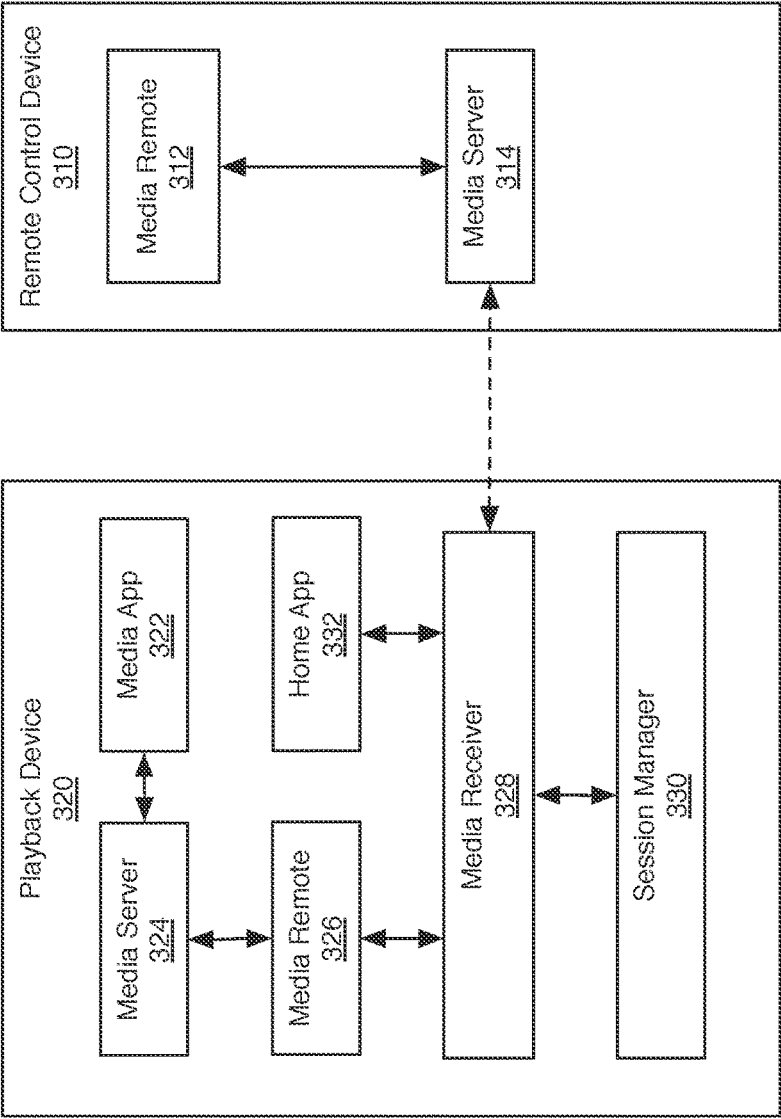 Playback Device
320
Media Server
324
Media App
322
Media Remote
326
Home App
332
Media Receiver
328
Session Manager
330
Remote Control Device
310
Media Remote
312
Media Server
314